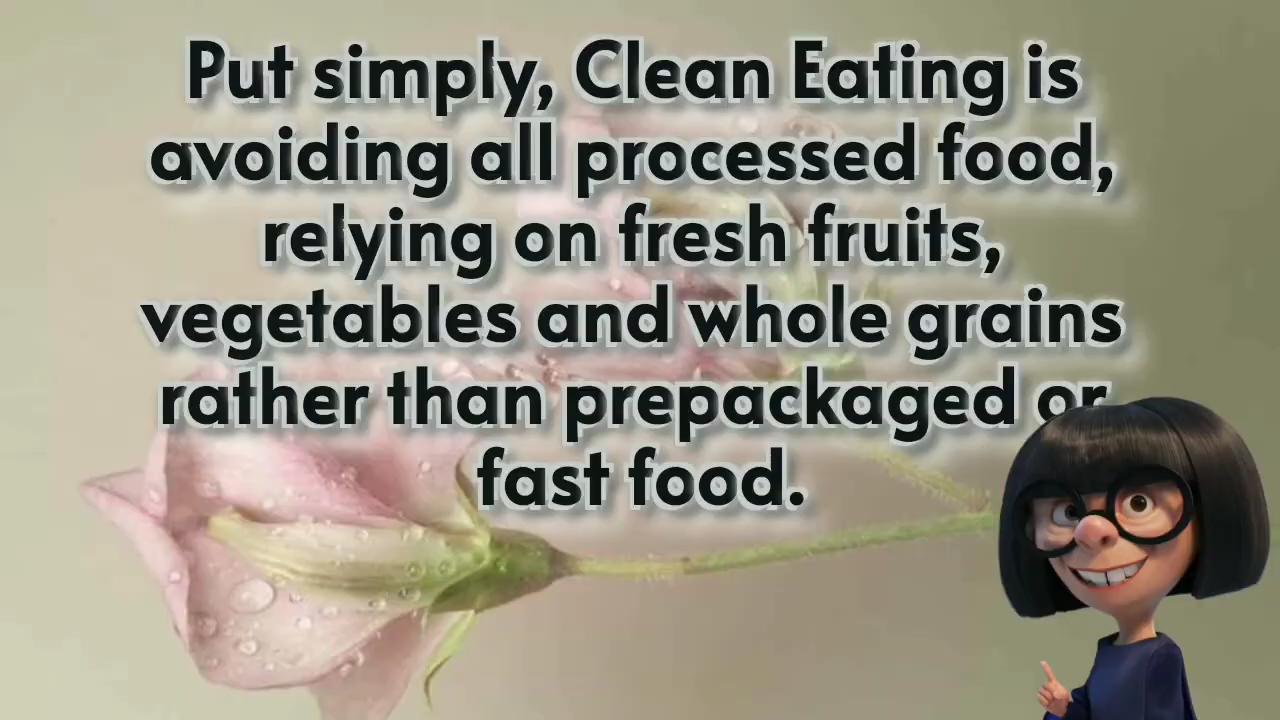 Put simply, Clean Eating is
avoiding all processed food,
relying on fresh fruits,
vegetables and whole grains
rather than prepackaged or
fast food.